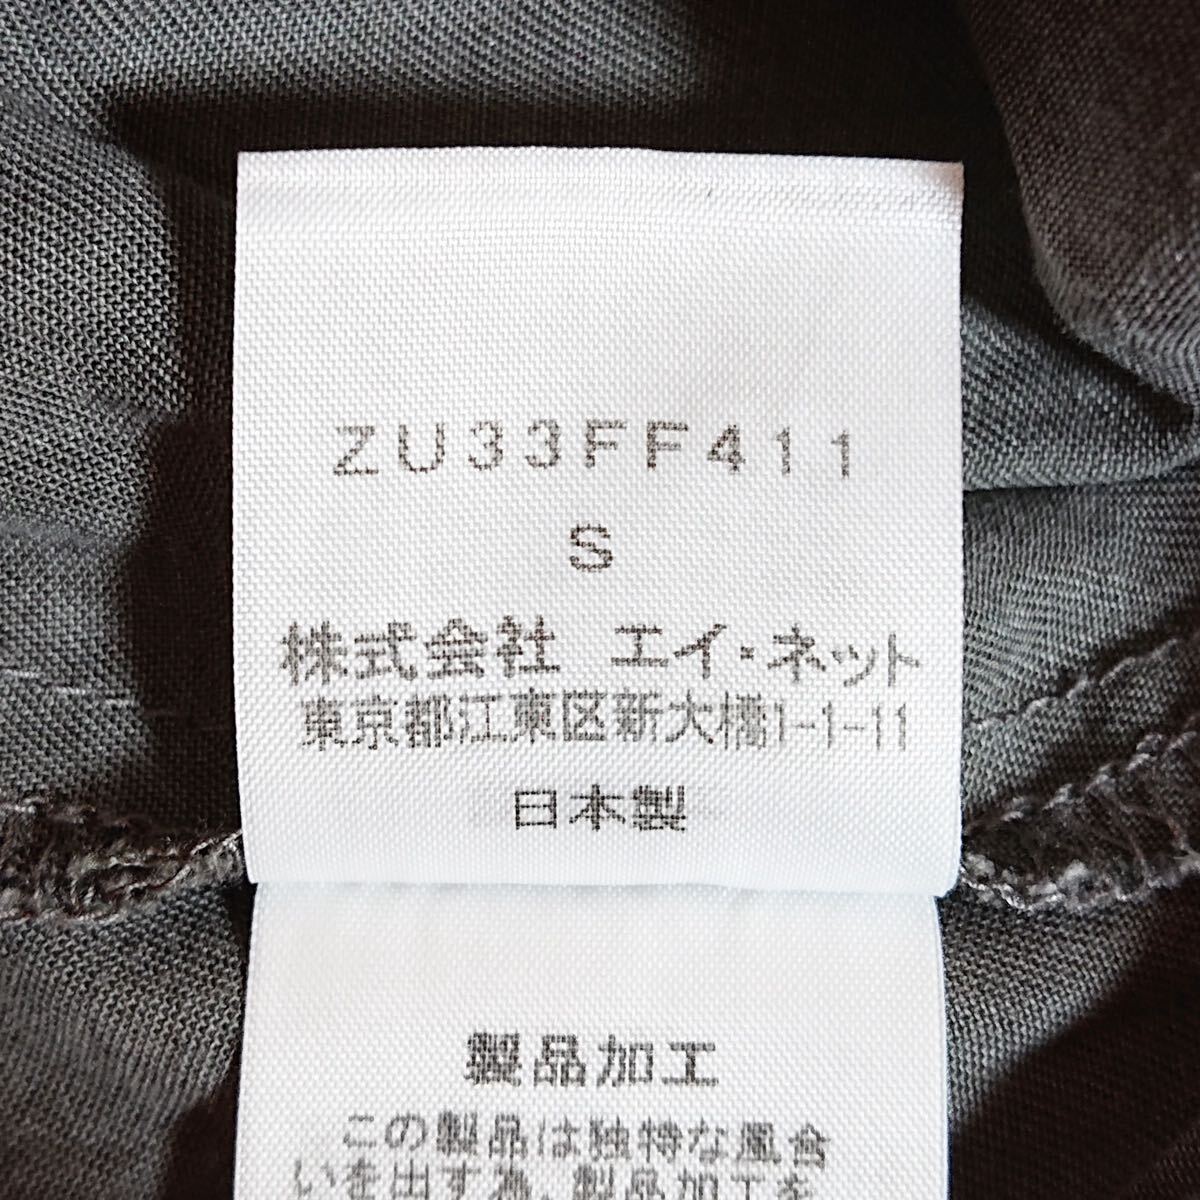 ZU33FF411
S
株式会社 エイ・ネット
東京都江東区新大橋1-1-11
日本製
製品加工
この製品は独特な風合
いを出す為、製品加工を